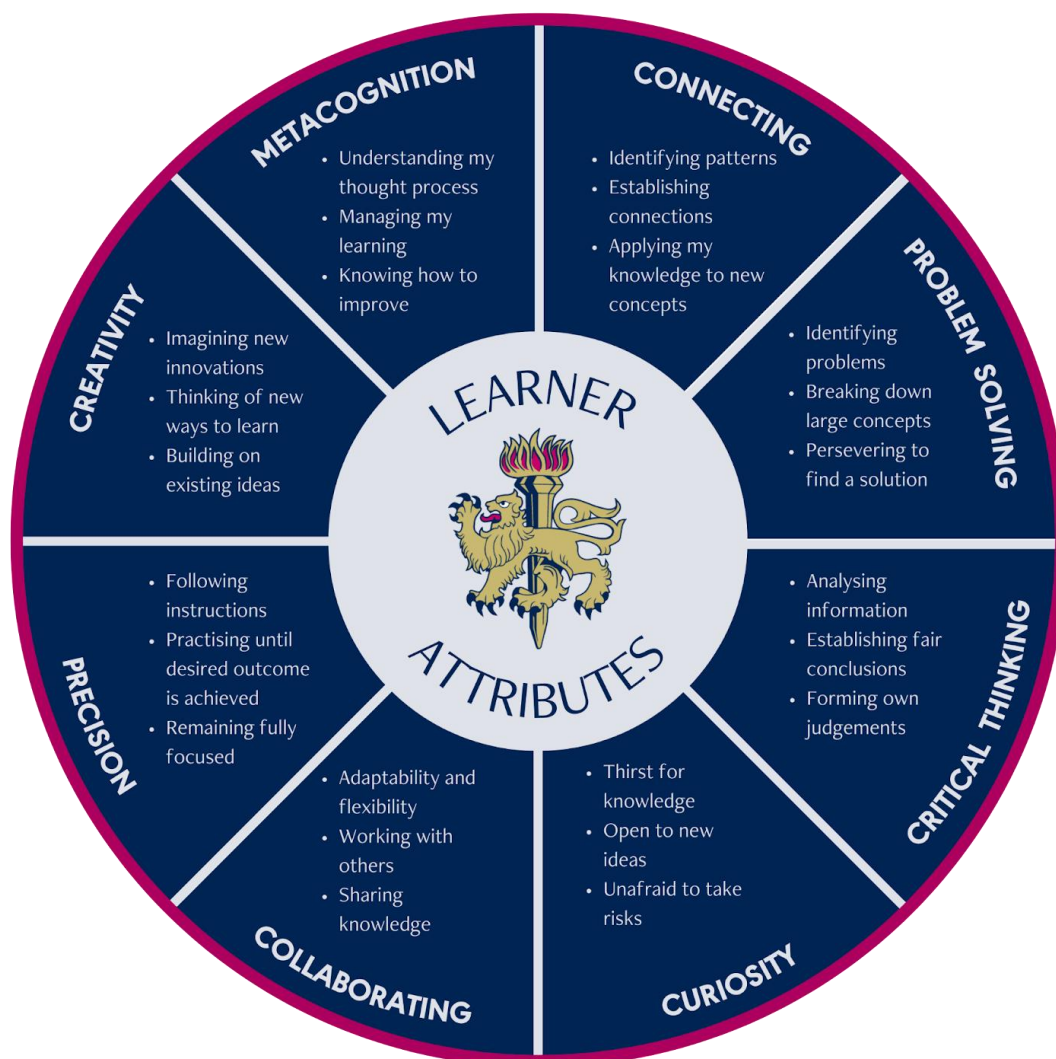 LEARNER
ATTRIBUTES
METACOGNITION
• Understanding my
thought process
• Managing my
learning
• Knowing how to
improve
CONNECTING
• Identifying patterns
• Establishing
connections
• Applying my
knowledge to new
concepts
PROBLEM SOLVING
• Identifying
problems
• Breaking down
large concepts
• Persevering to
find a solution
CRITICAL THINKING
• Analysing
information
• Establishing fair
conclusions
• Forming own
judgements
CURIOSITY
• Thirst for
knowledge
• Open to new
ideas
• Unafraid to take
risks
COLLABORATING
• Adaptability and
flexibility
• Working with
others
• Sharing
knowledge
PRECISION
• Following
instructions
• Practising until
desired outcome
is achieved
• Remaining fully
focused
CREATIVITY
• Imagining new
innovations
• Thinking of new
ways to learn
• Building on
existing ideas